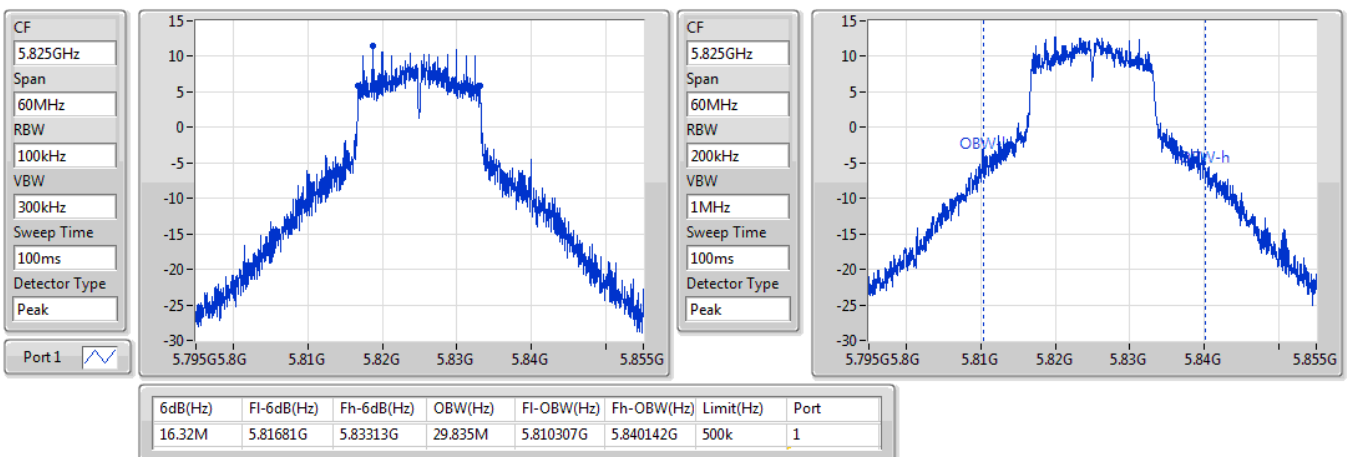 CF
5.825GHz
Span
60MHz
RBW
100kHz
VBW
300kHz
Sweep Time
100ms
Detector Type
Peak
Port 1
15
10
5
0
-5
-10
-15
-20
-25
-30
5.795G 5.8G 5.81G 5.82G 5.83G 5.84G 5.855G
CF
5.825GHz
Span
60MHz
RBW
200kHz
VBW
1MHz
Sweep Time
100ms
Detector Type
Peak
15
10
5
0
-5
-10
-15
-20
-25
-30
5.795G 5.8G 5.81G 5.82G 5.83G 5.84G 5.855G
6dB(Hz) Fl-6dB(Hz) Fh-6dB(Hz) OBW(Hz) Fl-OBW(Hz) Fh-OBW(Hz) Limit(Hz) Port
16.32M 5.81681G 5.83313G 29.835M 5.810307G 5.840142G 500k 1